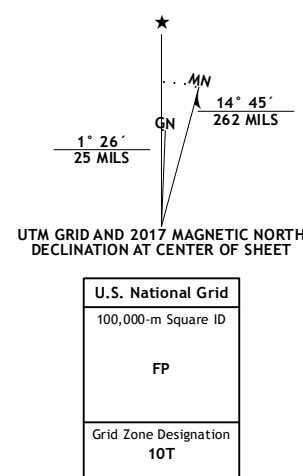 ★
MN
GN
1° 26´
25 MILS
14° 45´
262 MILS
UTM GRID AND 2017 MAGNETIC NORTH
DECLINATION AT CENTER OF SHEET
U.S. National Grid
100,000-m Square ID
FP
Grid Zone Designation
10T